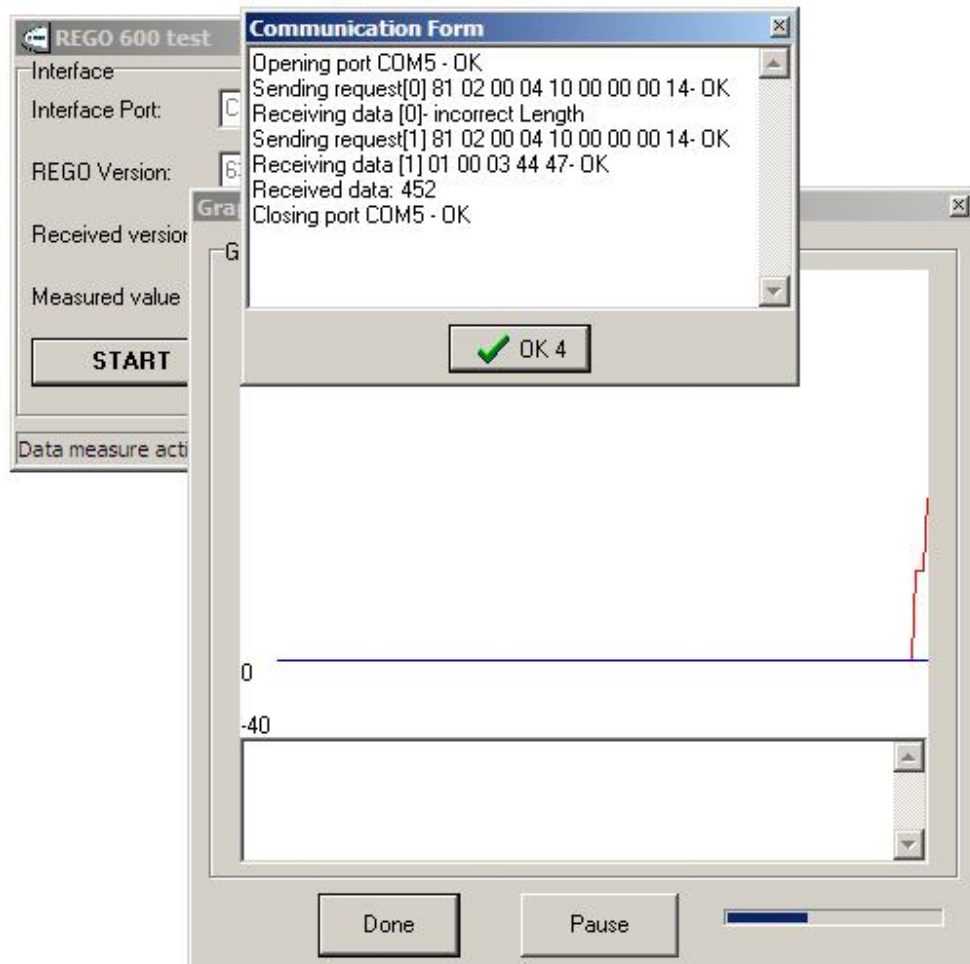 REGO 600 test
Interface
Interface Port:
REGO Version:
Received version
Measured value
START
Data measure acti
Communication Form
Opening port COM5 - OK
Sending request[0] 81 02 00 04 10 00 00 00 14- OK
Receiving data [0]- incorrect Length
Sending request[1] 81 02 00 04 10 00 00 00 14- OK
Receiving data [1] 01 00 03 44 47- OK
Received data: 452
Closing port COM5 - OK
OK 4
Gra
G
0
-40
Done
Pause